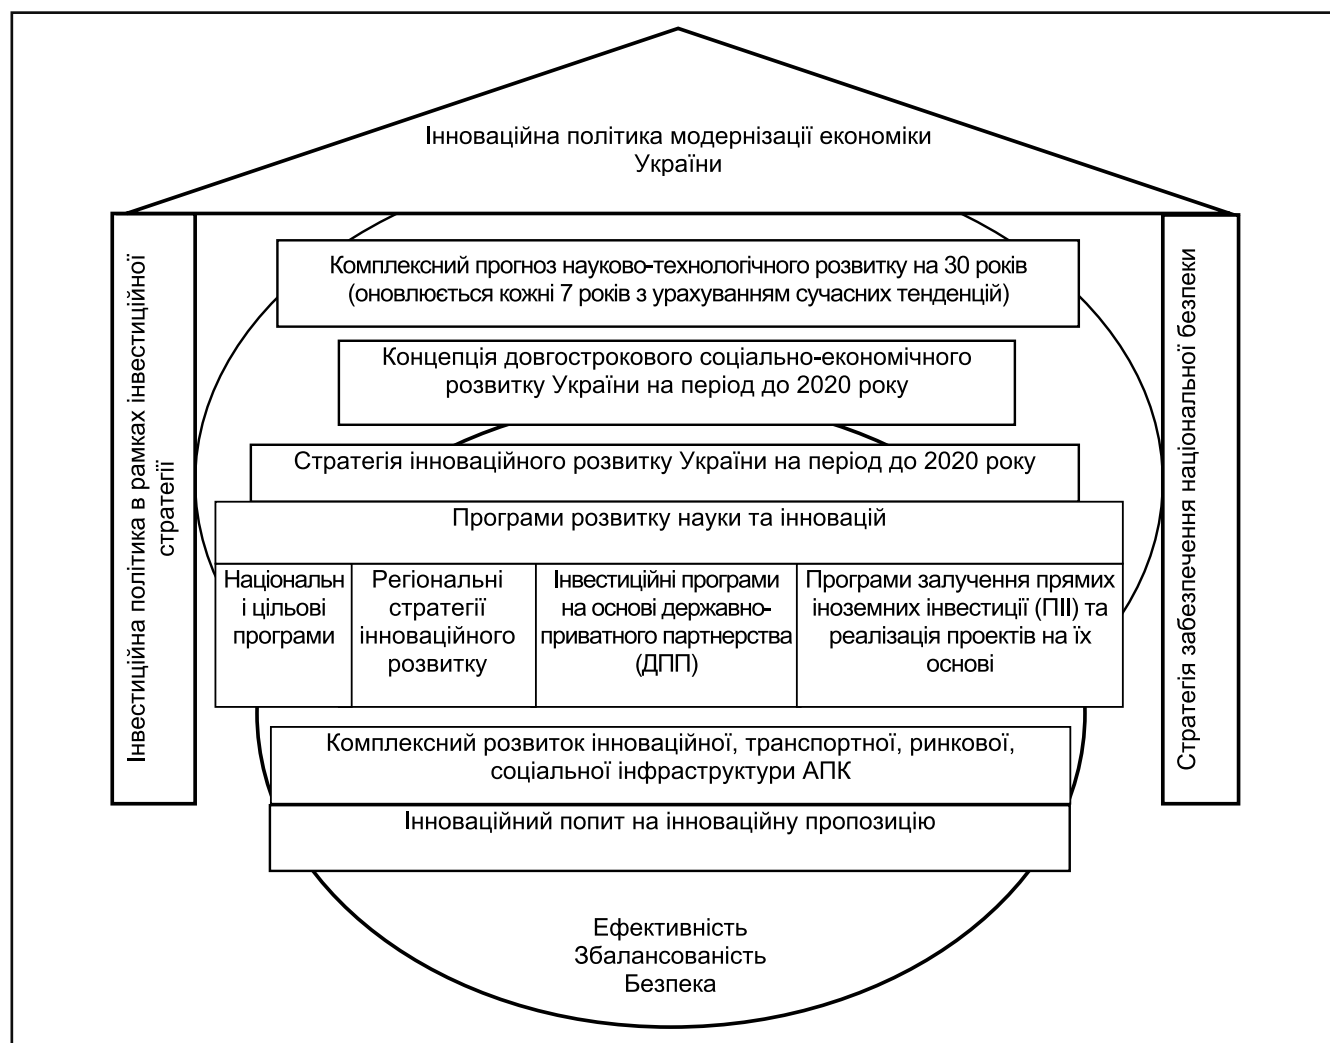 Інноваційна політика модернізації економіки
України
Інвестиційна політика в рамках інвестиційної
стратегії
Комплексний прогноз науково-технологічного розвитку на 30 років
(оновлюється кожні 7 років з урахуванням сучасних тенденцій)
Концепція довгострокового соціально-економічного
розвитку України на період до 2020 року
Стратегія інноваційного розвитку України на період до 2020 року
Програми розвитку науки та інновацій
Національн
і цільові
програми
Регіональні
стратегії
інноваційного
розвитку
Інвестиційні програми
на основі державно-
приватного партнерства
(ДПП)
Програми залучення прямих
іноземних інвестиції (ПІІ) та
реалізація проектів на їх
основі
Комплексний розвиток інноваційної, транспортної, ринкової,
соціальної інфраструктури АПК
Інноваційний попит на інноваційну пропозицію
Ефективність
Збалансованість
Безпека
Стратегія забезпечення національної безпеки